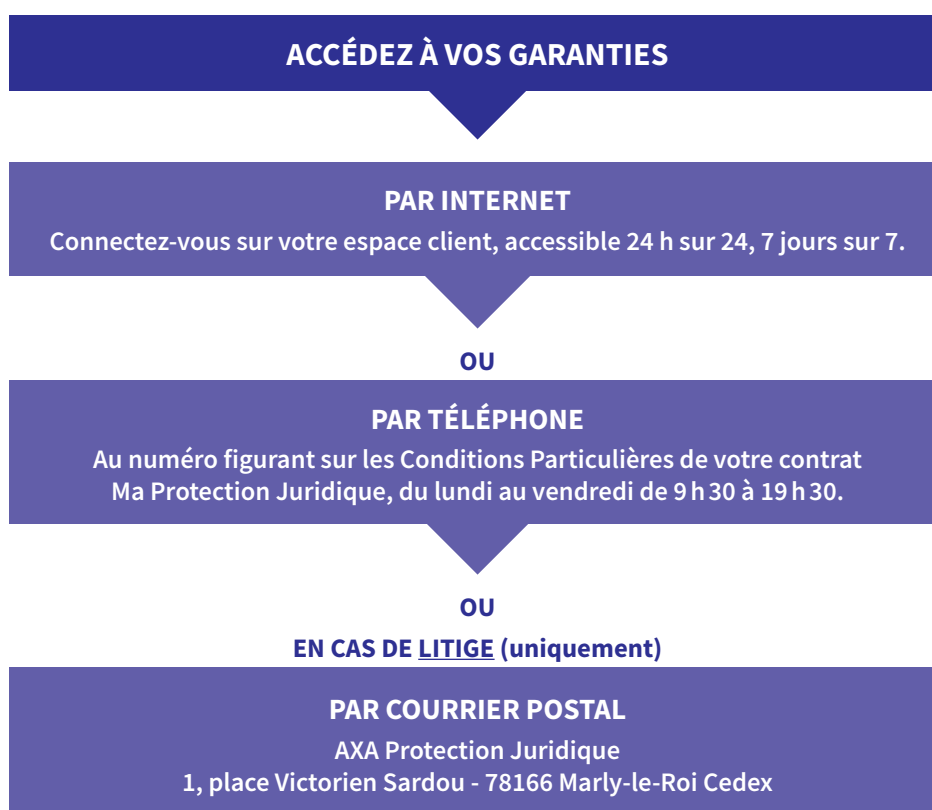 ACCÉDEZ À VOS GARANTIES
PAR INTERNET
Connectez-vous sur votre espace client, accessible 24 h sur 24, 7 jours sur 7.
OU
PAR TÉLÉPHONE
Au numéro figurant sur les Conditions Particulières de votre contrat
Ma Protection Juridique, du lundi au vendredi de 9 h 30 à 19 h 30.
OU
EN CAS DE LITIGE (uniquement)
PAR COURRIER POSTAL
AXA Protection Juridique
1, place Victorien Sardou - 78166 Marly-le-Roi Cedex